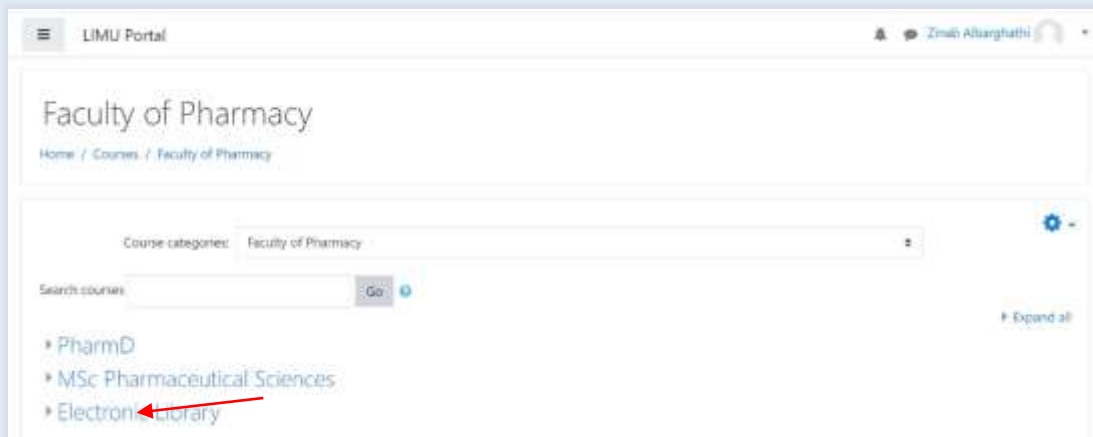 LIMU Portal
Zinab Albarghathi
Faculty of Pharmacy
Home / Courses / Faculty of Pharmacy
Course categories: Faculty of Pharmacy
Search courses Go
Expand all
PharmD
MSc Pharmaceutical Sciences
Electronic Library